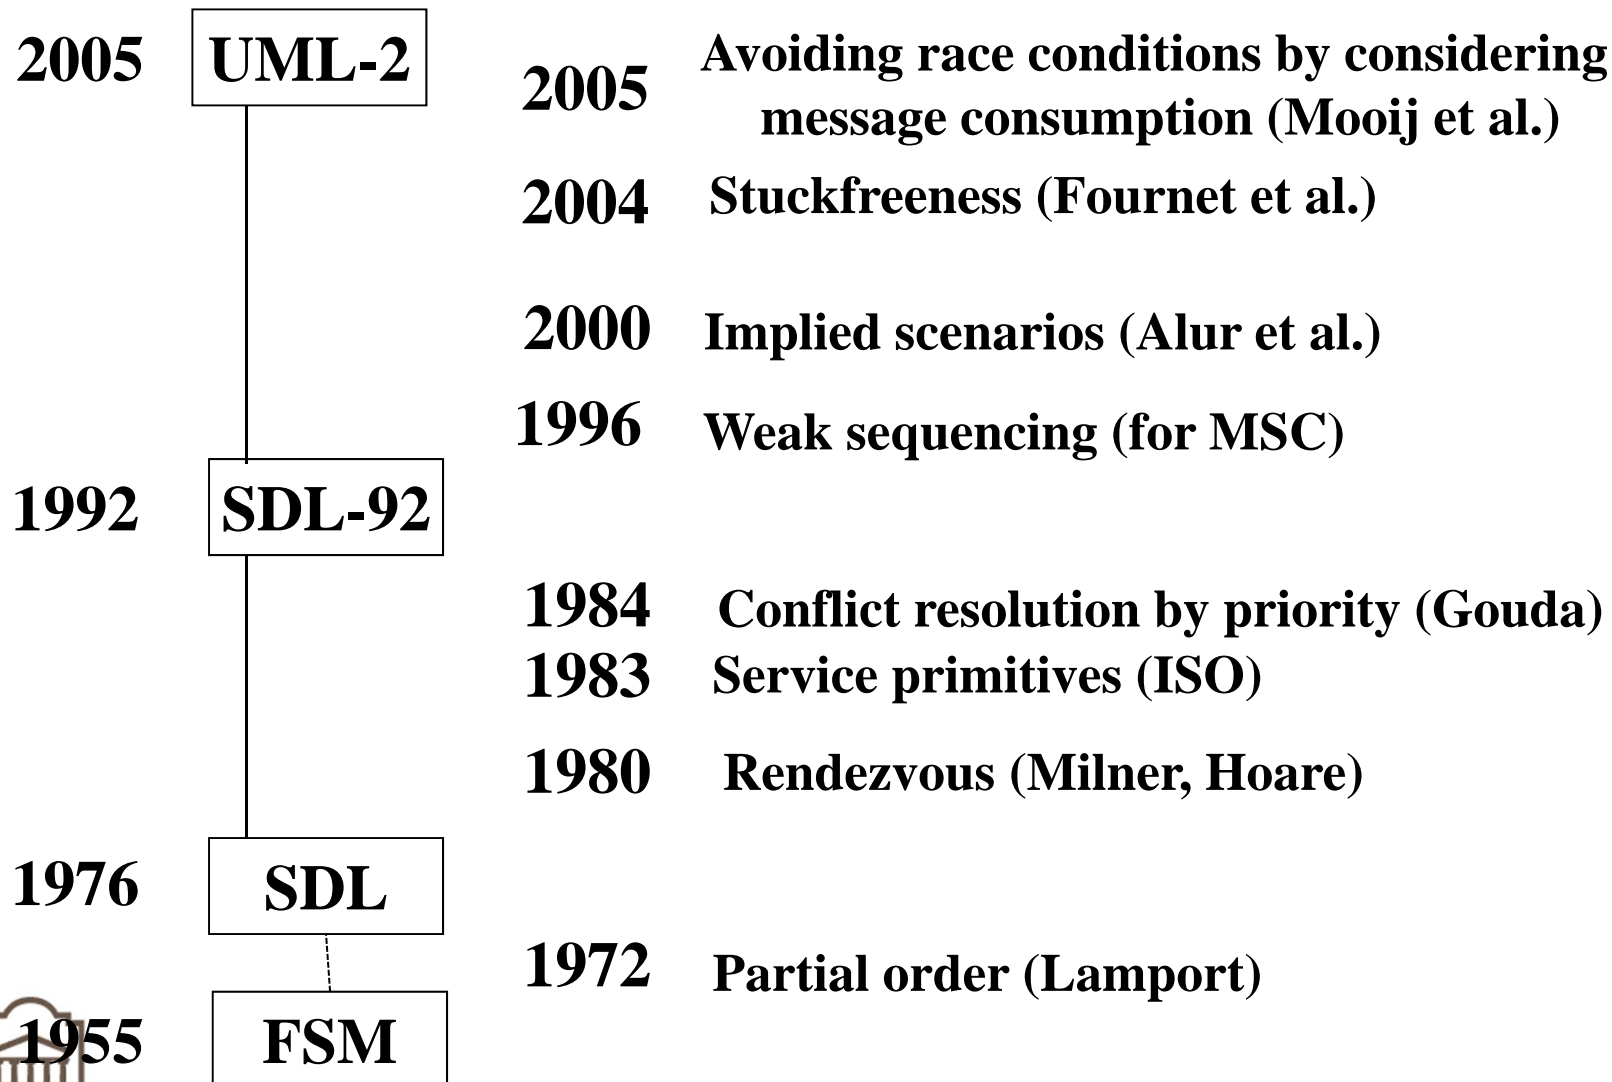 2005 UML-2
2005 Avoiding race conditions by considering
message consumption (Mooij et al.)
2004 Stuckfreeness (Fournet et al.)
2000 Implied scenarios (Alur et al.)
1996 Weak sequencing (for MSC)
1992 SDL-92
1984 Conflict resolution by priority (Gouda)
1983 Service primitives (ISO)
1980 Rendezvous (Milner, Hoare)
1976 SDL
1972 Partial order (Lamport)
1955 FSM